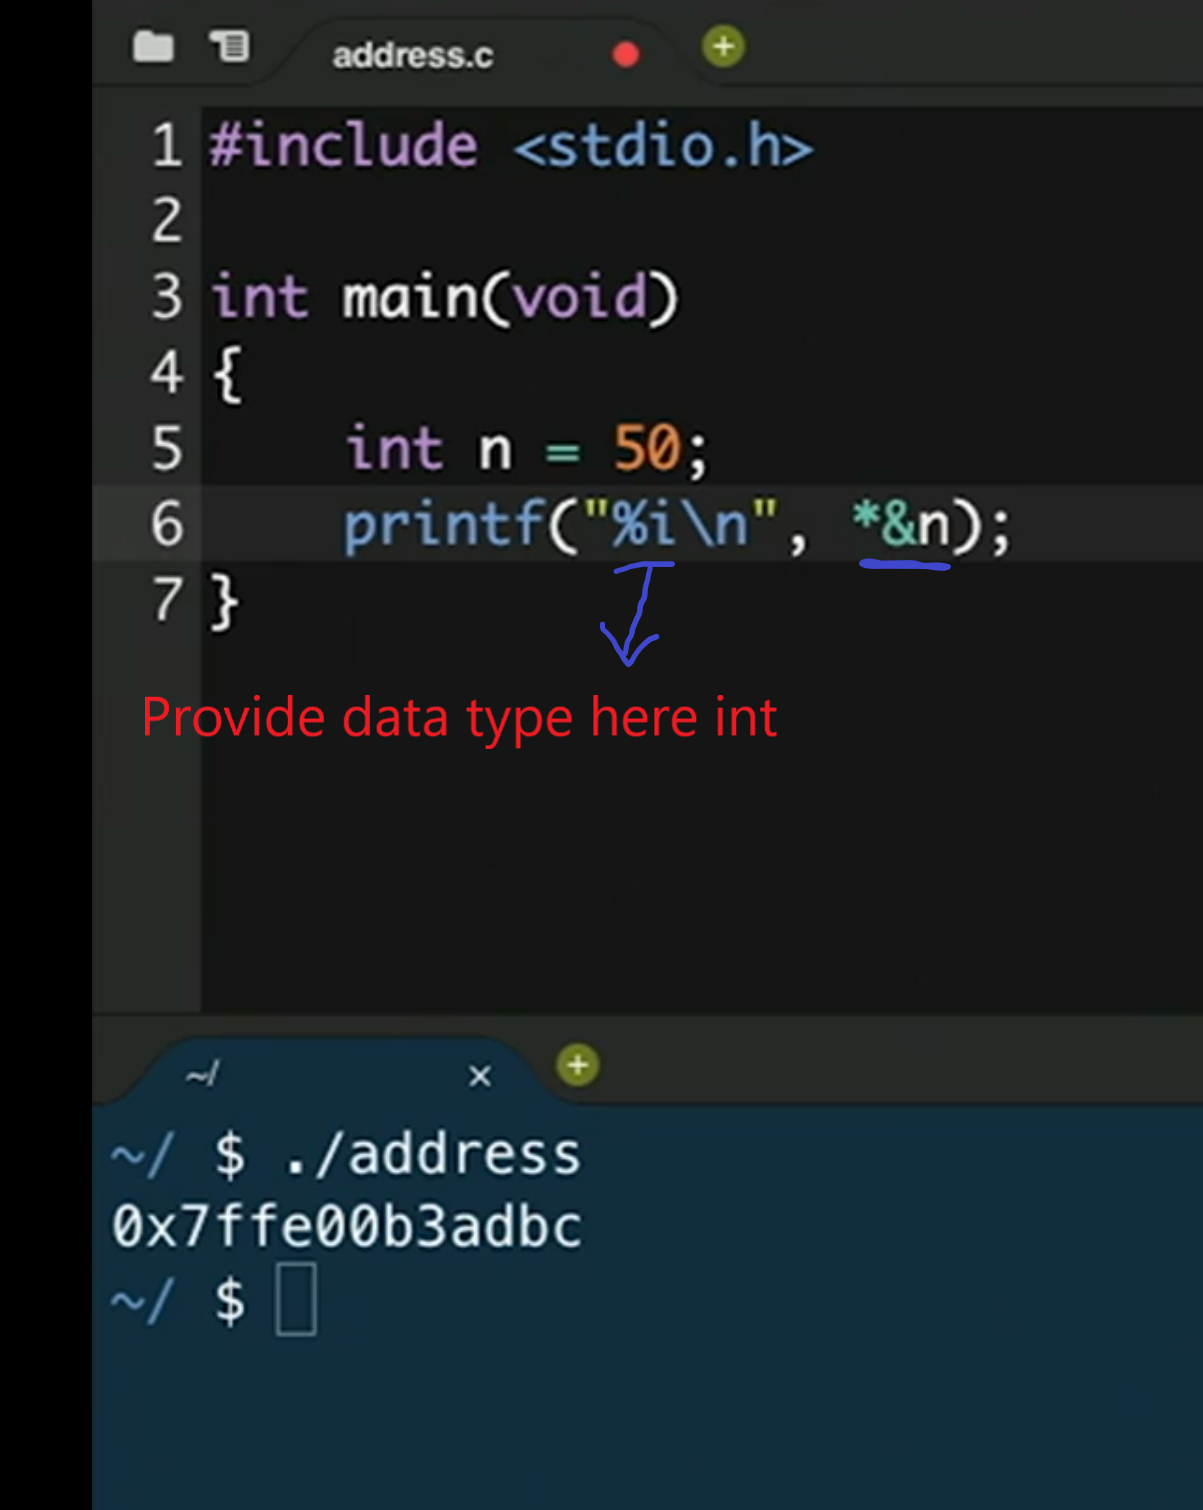 address.c
1 #include <stdio.h>
2
3 int main(void)
4 {
5     int n = 50;
6     printf("%i\n", *&n);
7 }
Provide data type here int
~/
~/ $ ./address
0x7ffe00b3adbc
~/ $